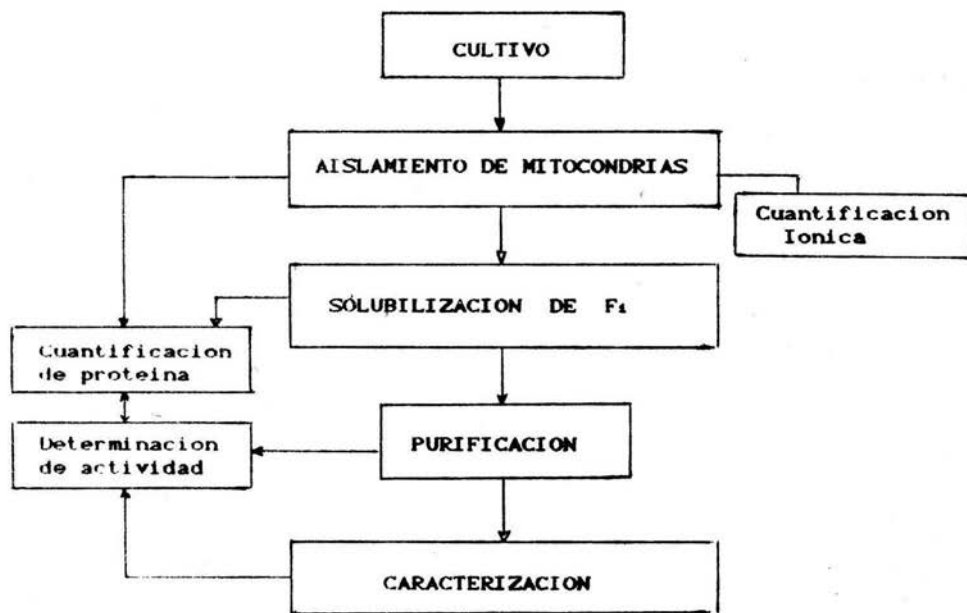 CULTIVO
AISLAMIENTO DE MITOCONDRIAS
Cuantificacion
Ionica
SOLUBILIZACION DE F1
Cuantificacion
de proteina
Determinacion
de actividad
PURIFICACION
CARACTERIZACION